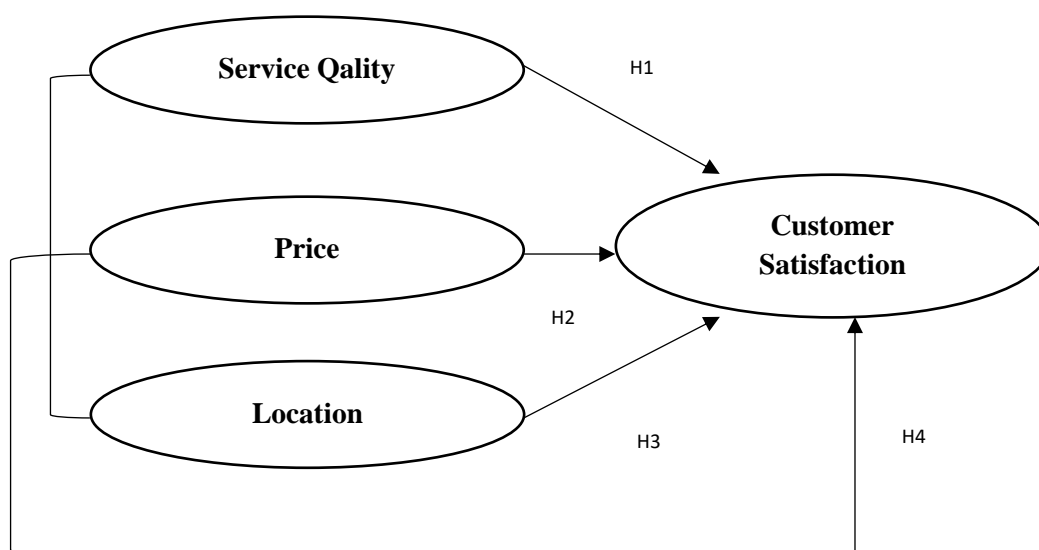 Service Qality
H1
Customer
Satisfaction
Price
H2
Location
H3
H4